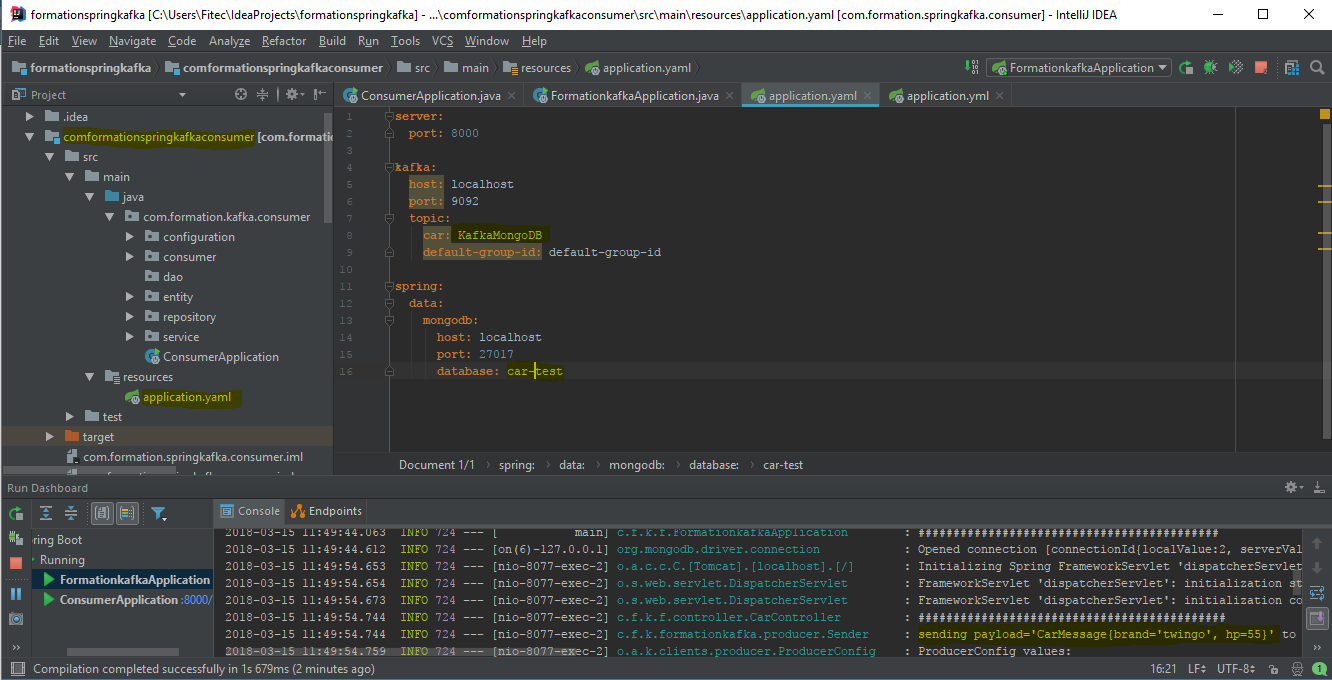 formationspringkafka [C:\Users\Fitec\IdeaProjects\formationspringkafka] - ...\comformationspringkafkaconsumer\src\main\resources\application.yaml [com.formation.springkafka.consumer] - IntelliJ IDEA
File Edit View Navigate Code Analyze Refactor Build Run Tools VCS Window Help
formationspringkafka comformationspringkafkaconsumer src main resources application.yaml FormationkafkaApplication
Project ConsumerApplication.java FormationkafkaApplication.java application.yaml application.yml
.idea
comformationspringkafkaconsumer [com.formatio
src
main
java
com.formation.kafka.consumer
configuration
consumer
dao
entity
repository
service
ConsumerApplication
resources
application.yaml
test
target
com.formation.springkafka.consumer.iml
1 server:
2 port: 8000
3
4 kafka:
5 host: localhost
6 port: 9092
7 topic:
8 car: KafkaMongoDB
9 default-group-id: default-group-id
10
11 spring:
12 data:
13 mongodb:
14 host: localhost
15 port: 27017
16 database: car-test
Document 1/1 spring: data: mongodb: database: car-test
Run Dashboard
Console Endpoints
ring Boot
Running
FormationkafkaApplication
ConsumerApplication :8000/
2018-03-15 11:49:44.063 INFO 724 --- [ main] c.f.k.f.FormationkafkaApplication : ###########################################
2018-03-15 11:49:44.612 INFO 724 --- [on(6)-127.0.0.1] org.mongodb.driver.connection : Opened connection [connectionId{localValue:2, serverVal
2018-03-15 11:49:54.653 INFO 724 --- [nio-8077-exec-2] o.a.c.c.C.[Tomcat].[localhost].[/] : Initializing Spring FrameworkServlet 'dispatcherServlet
2018-03-15 11:49:54.654 INFO 724 --- [nio-8077-exec-2] o.s.web.servlet.DispatcherServlet : FrameworkServlet 'dispatcherServlet': initialization st
2018-03-15 11:49:54.673 INFO 724 --- [nio-8077-exec-2] o.s.web.servlet.DispatcherServlet : FrameworkServlet 'dispatcherServlet': initialization co
2018-03-15 11:49:54.744 INFO 724 --- [nio-8077-exec-2] c.f.k.f.controller.CarController : ############################################
2018-03-15 11:49:54.744 INFO 724 --- [nio-8077-exec-2] c.f.k.formationkafka.producer.Sender : sending payload='CarMessage{brand='twingo', hp=55}' to
2018-03-15 11:49:54.759 INFO 724 --- [nio-8077-exec-2] o.a.k.clients.producer.ProducerConfig : ProducerConfig values:
Compilation completed successfully in 1s 679ms (2 minutes ago) 16:21 LF UTF-8 1